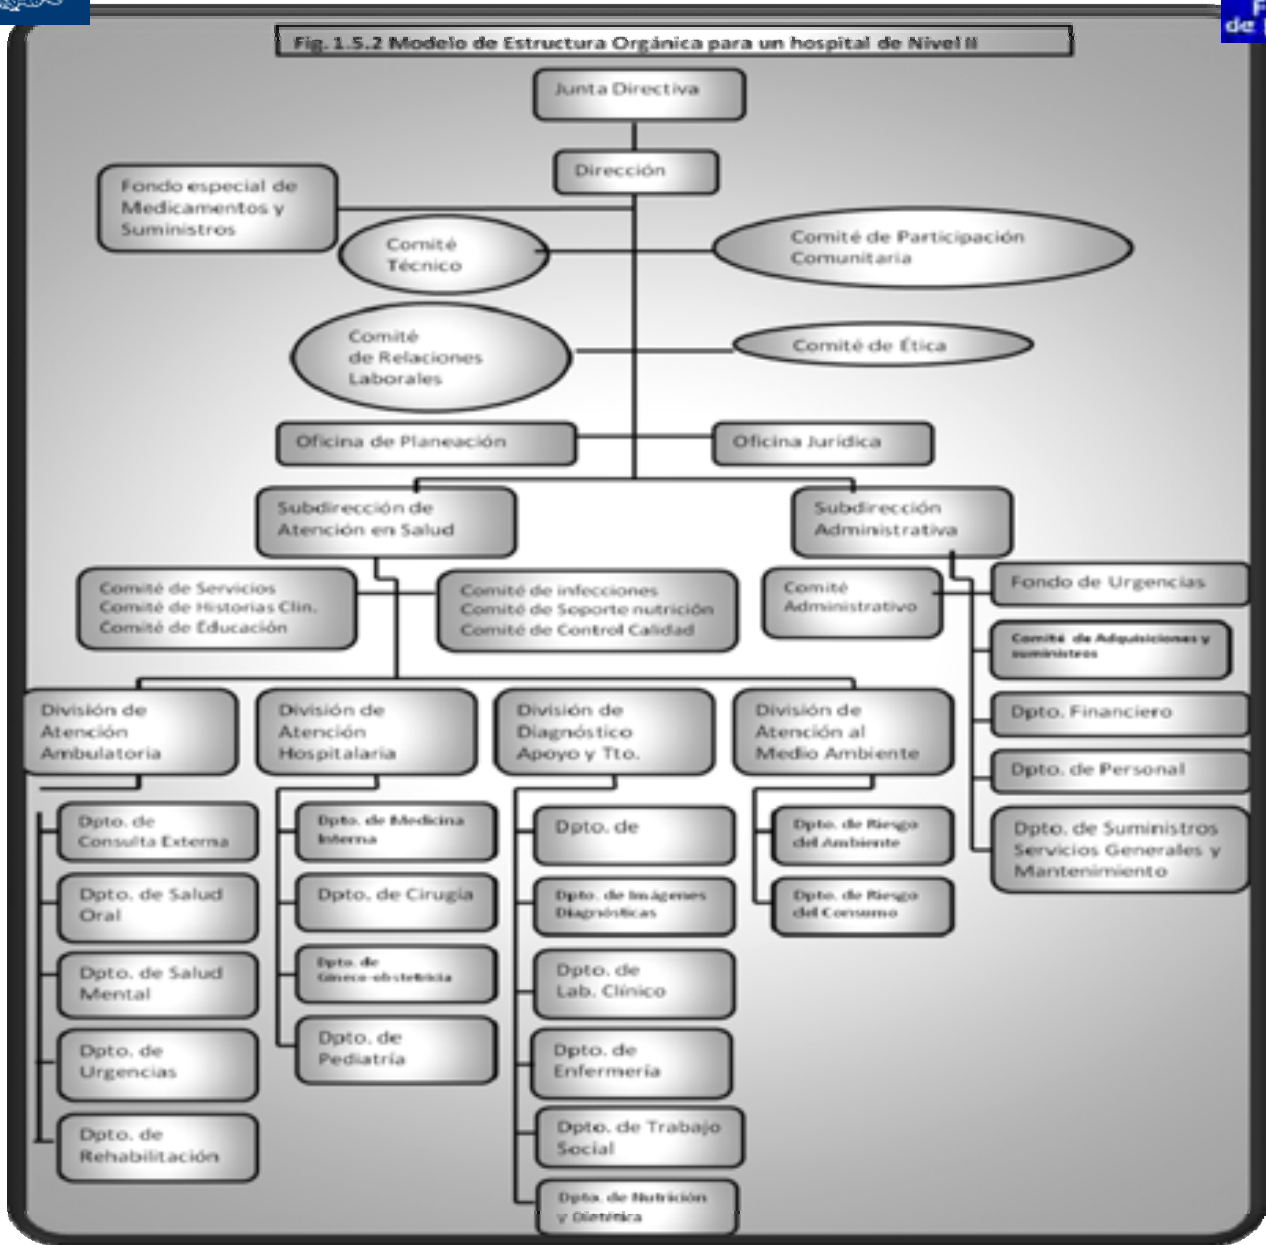 F
de
Fig. 1.5.2 Modelo de Estructura Orgánica para un hospital de Nivel II
Junta Directiva
Dirección
Fondo especial de
Medicamentos y
Suministros
Comité
Técnico
Comité de Participación
Comunitaria
Comité
de Relaciones
Laborales
Comité de Ética
Oficina de Planeación
Oficina Jurídica
Subdirección de
Atención en Salud
Subdirección
Administrativa
Comité de Servicios
Comité de Historias Clin.
Comité de Educación
Comité de infecciones
Comité de Soporte nutrición
Comité de Control Calidad
Comité
Administrativo
Fondo de Urgencias
Comité de Adquisiciones y
suministros
Dpto. Financiero
Dpto. de Personal
Dpto. de Suministros
Servicios Generales y
Mantenimiento
División de
Atención
Ambulatoria
División de
Atención
Hospitalaria
División de
Diagnóstico
Apoyo y Tto.
División de
Atención al
Medio Ambiente
Dpto. de
Consulta Externa
Dpto. de Salud
Oral
Dpto. de Salud
Mental
Dpto. de
Urgencias
Dpto. de
Rehabilitación
Dpto. de Medicina
Interna
Dpto. de Cirugía
Dpto. de
Gineco-obstetricia
Dpto. de
Pediatría
Dpto. de
Dpto. de Imágenes
Diagnósticas
Dpto. de
Lab. Clínico
Dpto. de
Enfermería
Dpto. de Trabajo
Social
Dpto. de Nutrición
y Dietética
Dpto. de Riesgo
del Ambiente
Dpto. de Riesgo
del Consumo